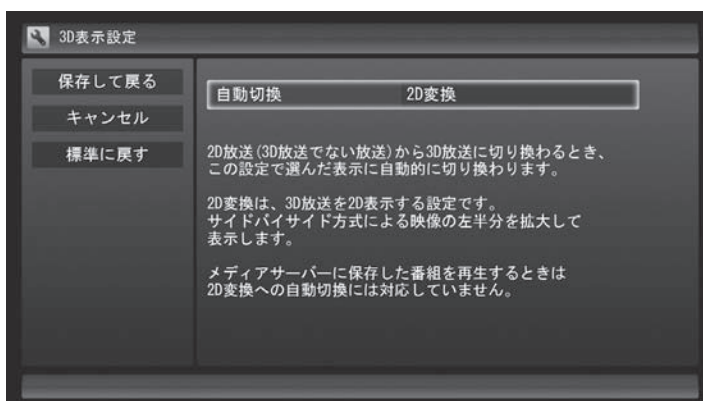 3D表示設定
保存して戻る
キャンセル
標準に戻す
自動切換 2D変換
2D放送(3D放送でない放送)から3D放送に切り換わるとき、
この設定で選んだ表示に自動的に切り換わります。
2D変換は、3D放送を2D表示する設定です。
サイドバイサイド方式による映像の左半分を拡大して
表示します。
メディアサーバーに保存した番組を再生するときは
2D変換への自動切換には対応していません。